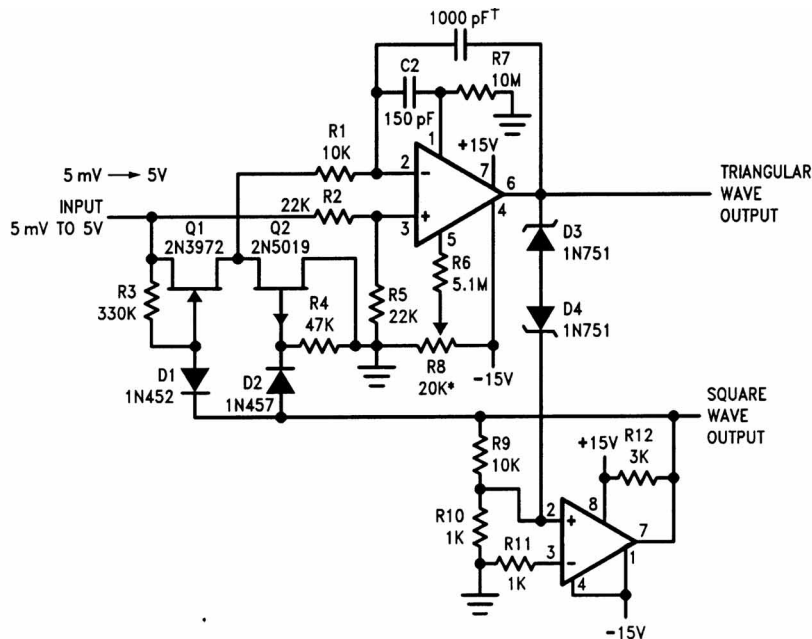 1000 pF†
C2
150 pF
R7
10M
R1
10K
1
+15V
2
-
7
6
5 mV → 5V
R2
22K
+
3
4
5
TRIANGULAR
WAVE
OUTPUT
INPUT
5 mV TO 5V
Q1
2N3972
Q2
2N5019
D3
1N751
R6
5.1M
R3
330K
R4
47K
R5
22K
D4
1N751
R8
20K*
-15V
D1
1N452
D2
1N457
SQUARE
WAVE
OUTPUT
R9
10K
+15V
R12
3K
8
2
+
7
R10
1K
R11
1K
3
-
1
4
-15V